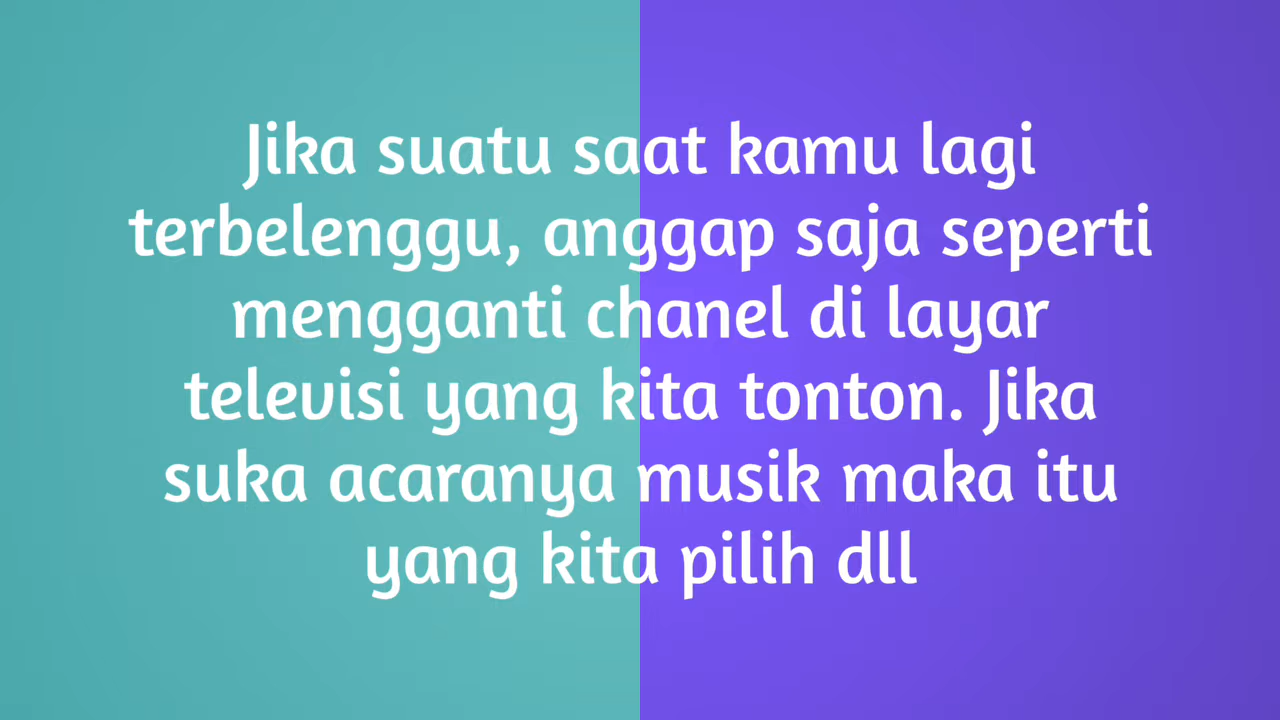 Jika suatu saat kamu lagi
terbelenggu, anggap saja seperti
mengganti chanel di layar
televisi yang kita tonton. Jika
suka acaranya musik maka itu
yang kita pilih dll